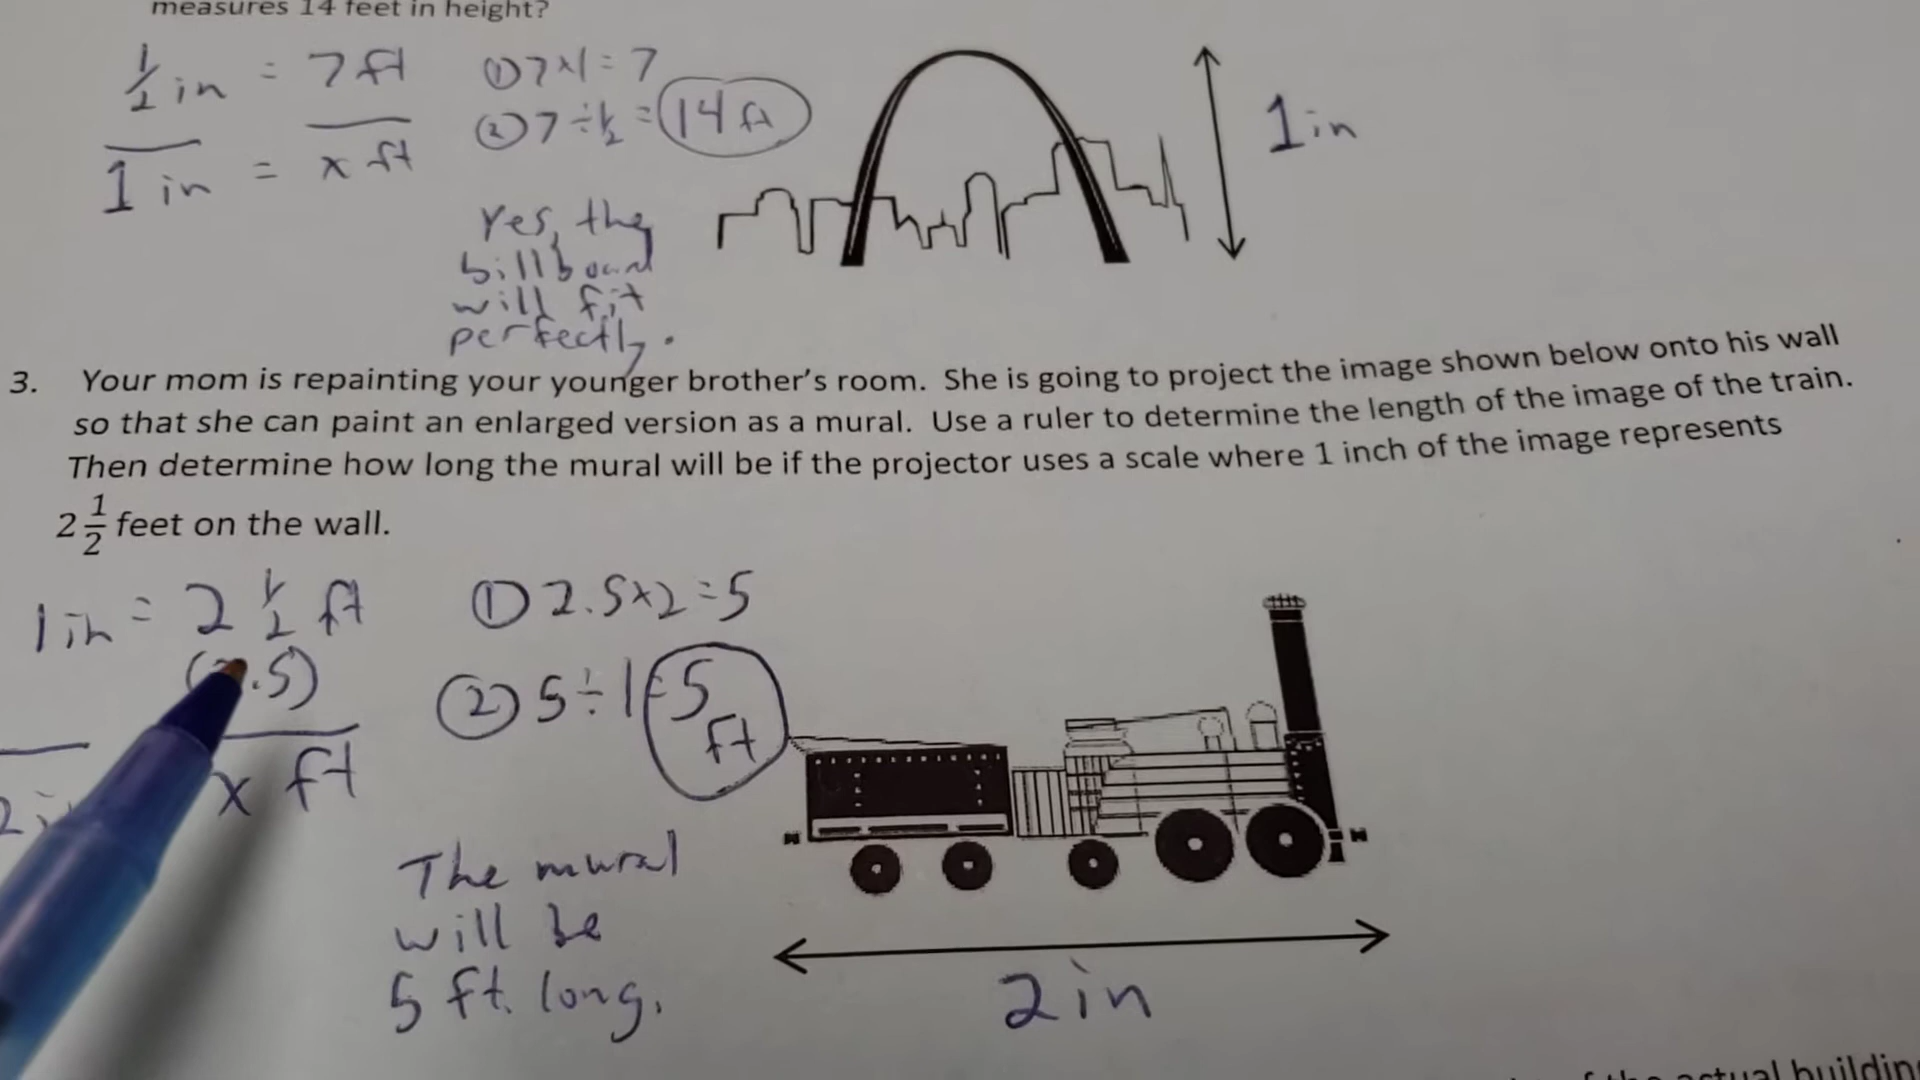 measures 14 feet in height?
1/2 in = 7 ft
1 in = x ft
① 7×1=7
② 7÷1/2=14 ft
Yes, the
billboard
will fit
perfectly.
1 in
3. Your mom is repainting your younger brother's room. She is going to project the image shown below onto his wall
so that she can paint an enlarged version as a mural. Use a ruler to determine the length of the image of the train.
Then determine how long the mural will be if the projector uses a scale where 1 inch of the image represents
2 1/2 feet on the wall.
1 in = 2 1/2 ft
.5)
x ft
① 2.5×2=5
② 5÷1=5
ft
The mural
will be
5 ft. long.
2 in
actual building